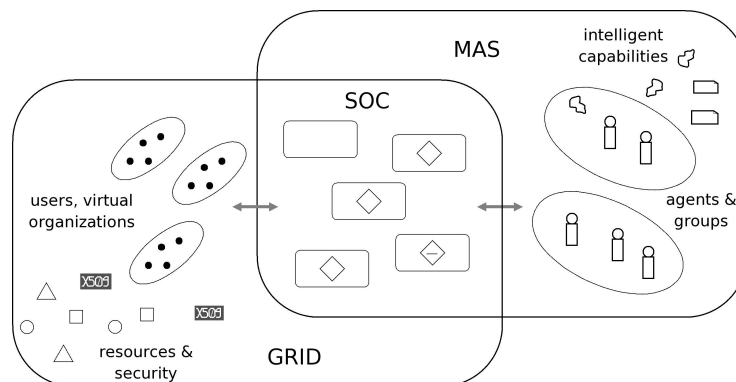 intelligent
capabilities
MAS
SOC
users, virtual
organizations
agents &
groups
X509
X509
resources &
security
GRID